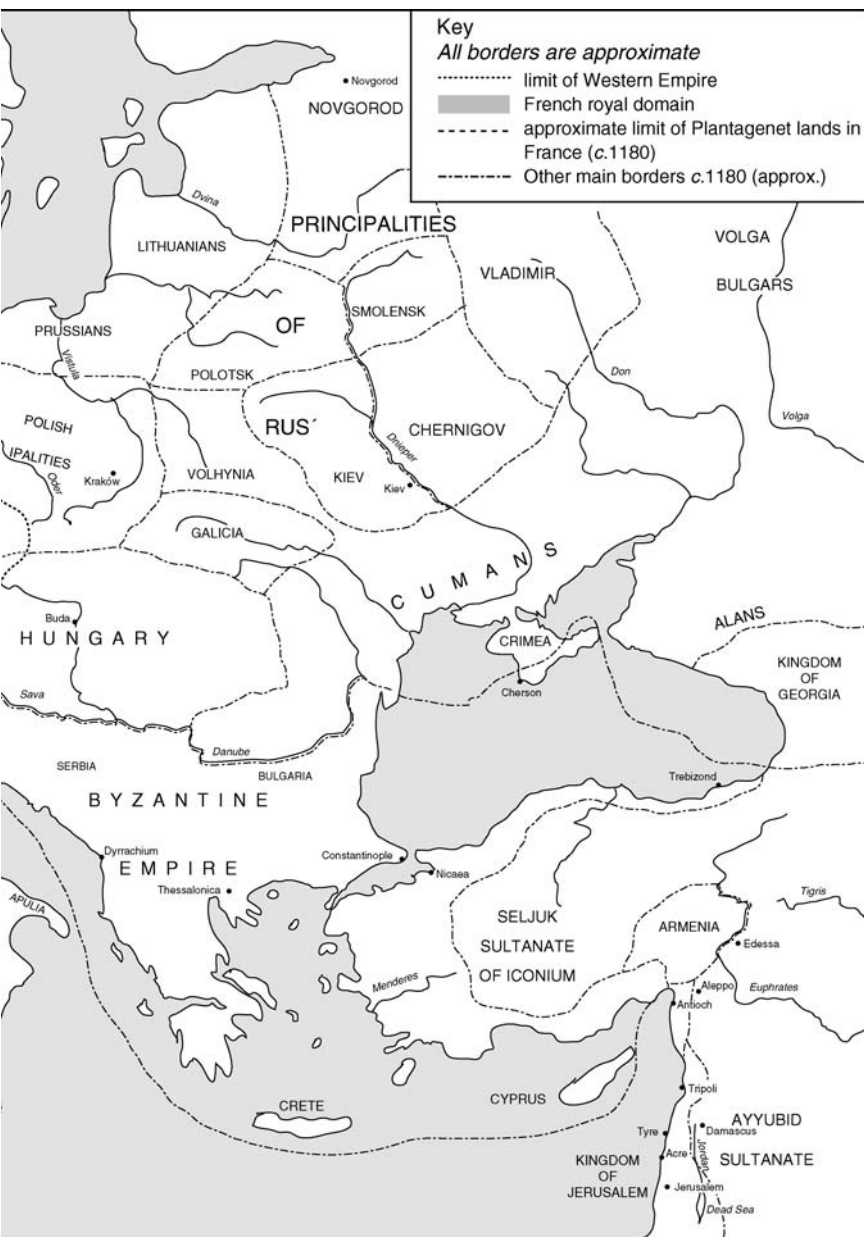 Key
All borders are approximate
limit of Western Empire
French royal domain
approximate limit of Plantagenet lands in
France (c.1180)
Other main borders c.1180 (approx.)
Novgorod
NOVGOROD
Dvina
PRINCIPALITIES
LITHUANIANS
VOLGA
BULGARS
VLADIMIR
SMOLENSK
OF
PRUSSIANS
Vistula
POLOTSK
Don
Volga
POLISH
IPALITIES
Oder
Kraków
RUS´
CHERNIGOV
Dnieper
VOLHYNIA
KIEV
Kiev
GALICIA
CUMANS
Buda
HUNGARY
CRIMEA
Cherson
ALANS
KINGDOM
OF
GEORGIA
Sava
Danube
SERBIA
BULGARIA
BYZANTINE
EMPIRE
Trebizond
Dyrrachium
Constantinople
Nicaea
Thessalonica
APULIA
SELJUK
SULTANATE
OF ICONIUM
ARMENIA
Tigris
Edessa
Menderes
Aleppo
Euphrates
Antioch
CRETE
CYPRUS
Tripoli
Tyre
Damascus
AYYUBID
SULTANATE
Acre
Jordan
KINGDOM
OF
JERUSALEM
Jerusalem
Dead Sea